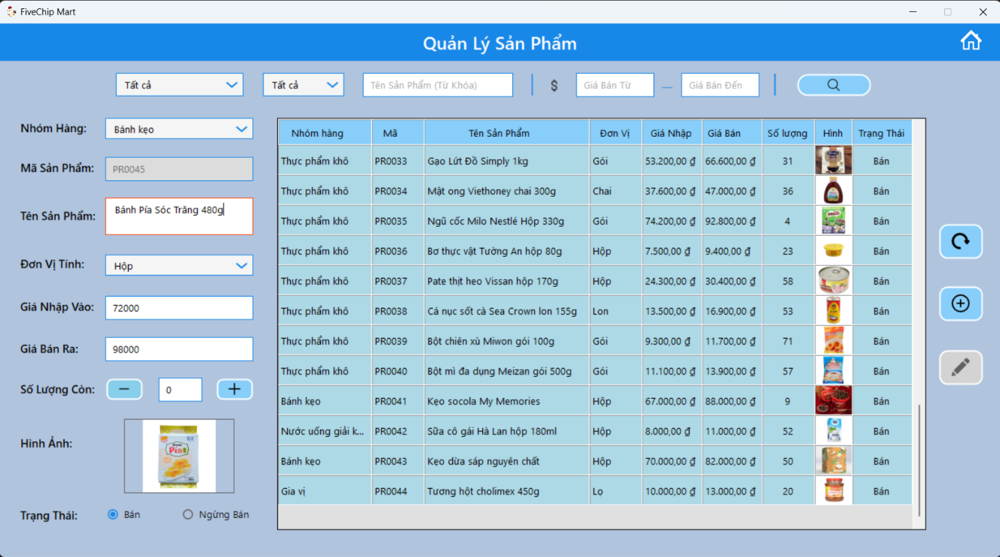 FiveChip Mart
Quản Lý Sản Phẩm
Tất cả Tất cả Tên Sản Phẩm (Từ Khóa) $ Giá Bán Từ — Giá Bán Đến
Nhóm Hàng: Bánh kẹo
Mã Sản Phẩm: PR0045
Tên Sản Phẩm: Bánh Pía Sóc Trăng 480g
Đơn Vị Tính: Hộp
Giá Nhập Vào: 72000
Giá Bán Ra: 98000
Số Lượng Còn: − 0 +
Hình Ảnh:
Pía
Trạng Thái: Bán Ngừng Bán
Nhóm hàng Mã Tên Sản Phẩm Đơn Vị Giá Nhập Giá Bán Số lượng Hình Trạng Thái
Thực phẩm khô PR0033 Gạo Lứt Đồ Simply 1kg Gói 53.200,00 ₫ 66.600,00 ₫ 31 Bán
Thực phẩm khô PR0034 Mật ong Viethoney chai 300g Chai 37.600,00 ₫ 47.000,00 ₫ 36 Bán
Thực phẩm khô PR0035 Ngũ cốc Milo Nestlé Hộp 330g Gói 74.200,00 ₫ 92.800,00 ₫ 4 Bán
Thực phẩm khô PR0036 Bơ thực vật Tường An hộp 80g Hộp 7.500,00 ₫ 9.400,00 ₫ 23 Bán
Thực phẩm khô PR0037 Pate thịt heo Vissan hộp 170g Hộp 24.300,00 ₫ 30.400,00 ₫ 58 Bán
Thực phẩm khô PR0038 Cá nục sốt cà Sea Crown lon 155g Lon 13.500,00 ₫ 16.900,00 ₫ 53 Bán
Thực phẩm khô PR0039 Bột chiên xù Miwon gói 100g Gói 9.300,00 ₫ 11.700,00 ₫ 71 Bán
Thực phẩm khô PR0040 Bột mì đa dụng Meizan gói 500g Gói 11.100,00 ₫ 13.900,00 ₫ 57 Bán
Bánh kẹo PR0041 Kẹo socola My Memories Hộp 67.000,00 ₫ 88.000,00 ₫ 9 Bán
Nước uống giải k... PR0042 Sữa cô gái Hà Lan hộp 180ml Hộp 8.000,00 ₫ 11.000,00 ₫ 52 Bán
Bánh kẹo PR0043 Kẹo dừa sáp nguyên chất Hộp 70.000,00 ₫ 82.000,00 ₫ 50 Bán
Gia vị PR0044 Tương hột cholimex 450g Lọ 10.000,00 ₫ 13.000,00 ₫ 20 Bán